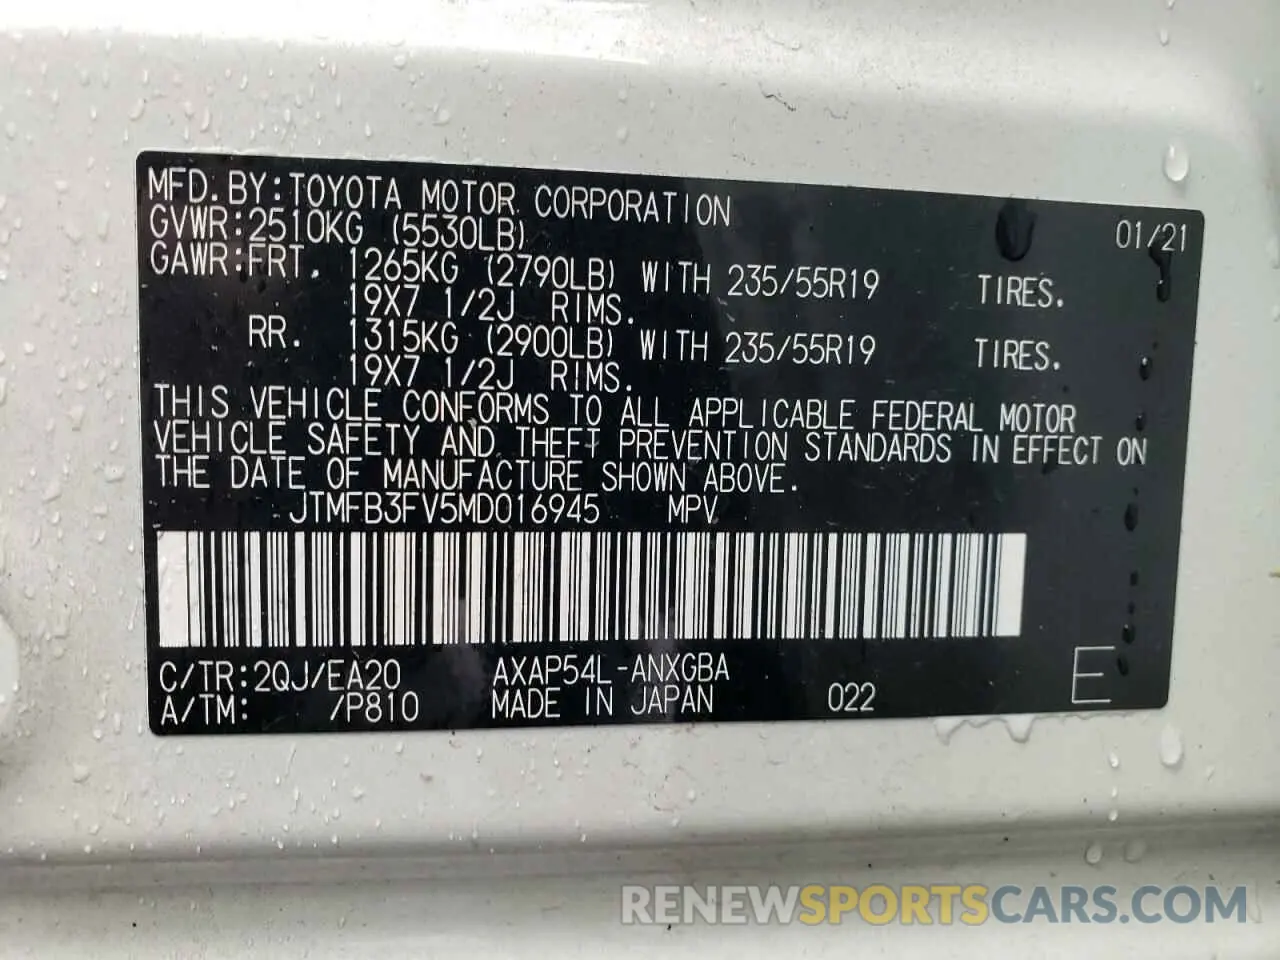 MFD. BY:TOYOTA MOTOR CORPORATION 01/21
GVWR:2510KG (5530LB)
GAWR:FRT. 1265KG (2790LB) WITH 235/55R19 TIRES.
19X7 1/2J RIMS.
RR. 1315KG (2900LB) WITH 235/55R19 TIRES.
19X7 1/2J RIMS.
THIS VEHICLE CONFORMS TO ALL APPLICABLE FEDERAL MOTOR
VEHICLE SAFETY AND THEFT PREVENTION STANDARDS IN EFFECT ON
THE DATE OF MANUFACTURE SHOWN ABOVE.
JTMFB3FV5MD016945 MPV
C/TR:2QJ/EA20 AXAP54L-ANXGBA
A/TM: /P810 MADE IN JAPAN 022 E
RENEWSPORTSCARS.COM